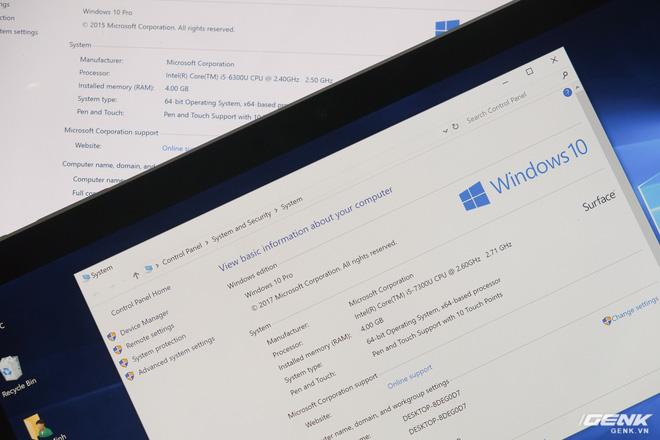 Windows 10 Pro
© 2015 Microsoft Corporation. All rights reserved.
system settings
System
Manufacturer: Microsoft Corporation
Processor: Intel(R) Core(TM) i5-6300U CPU @ 2.40GHz 2.50 GHz
Installed memory (RAM): 4.00 GB
System type: 64-bit Operating System, x64-based
Pen and Touch: Pen and Touch Support with 10
Microsoft Corporation support
Website: Online
Computer name, domain, and
Computer name
Full
System
Control Panel > System and Security > System
Search Control Panel
Control Panel Home
Device Manager
Remote settings
System protection
Advanced system settings
View basic information about your computer
Windows edition
Windows 10 Pro
© 2017 Microsoft Corporation. All rights reserved.
Windows 10
System
Manufacturer: Microsoft Corporation
Processor: Intel(R) Core(TM) i5-7300U CPU @ 2.60GHz 2.71 GHz
Installed memory (RAM): 4.00 GB
System type: 64-bit Operating System, x64-based processor
Pen and Touch: Pen and Touch Support with 10 Touch Points
Surface
Microsoft Corporation support
Website: Online support
name, domain, and workgroup settings
name: DESKTOP-8DEG0D7
DESKTOP-8DEG0D7
Change settings
Recycle Bin
GENK
GENK.VN